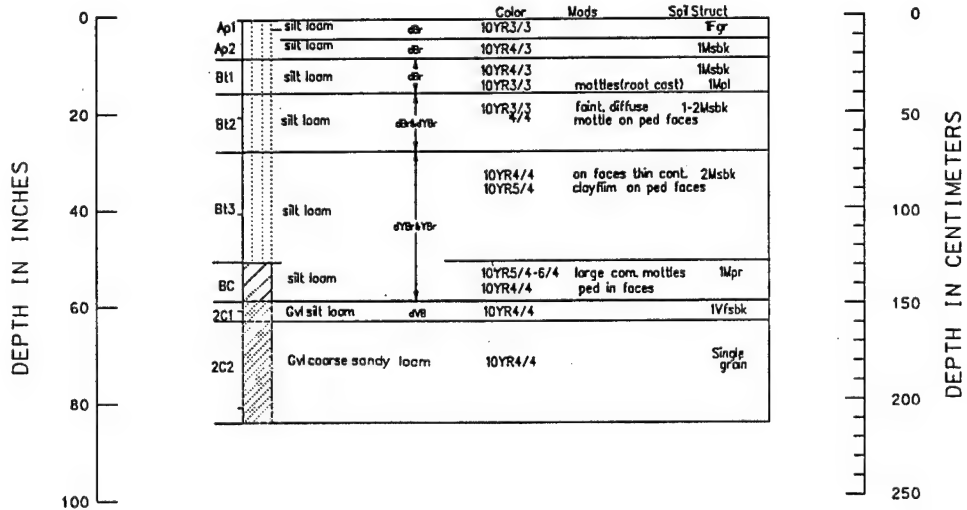 Color Mods Soil Struct
Ap1 silt loam dBr 10YR3/3 1Fgr
Ap2 silt loam dBr 10YR4/3 1Msbk
Bt1 silt loam dBr 10YR4/3 1Msbk
10YR3/3 mottles(root cast) 1Mpl
Bt2 silt loam dBr&dYBr 10YR3/3 faint, diffuse 1-2Msbk
4/4 mottle on ped faces
Bt3 silt loam dYBr&YBr 10YR4/4 on faces thin cont. 2Msbk
10YR5/4 clayfilm on ped faces
BC silt loam 10YR5/4-6/4 large com. mottles 1Mpr
10YR4/4 ped in faces
2C1 Gvl silt loam dYB 10YR4/4 1Vfsbk
2C2 Gvl coarse sandy loam 10YR4/4 Single
grain
DEPTH IN INCHES
0
20
40
60
80
100
DEPTH IN CENTIMETERS
0
50
100
150
200
250